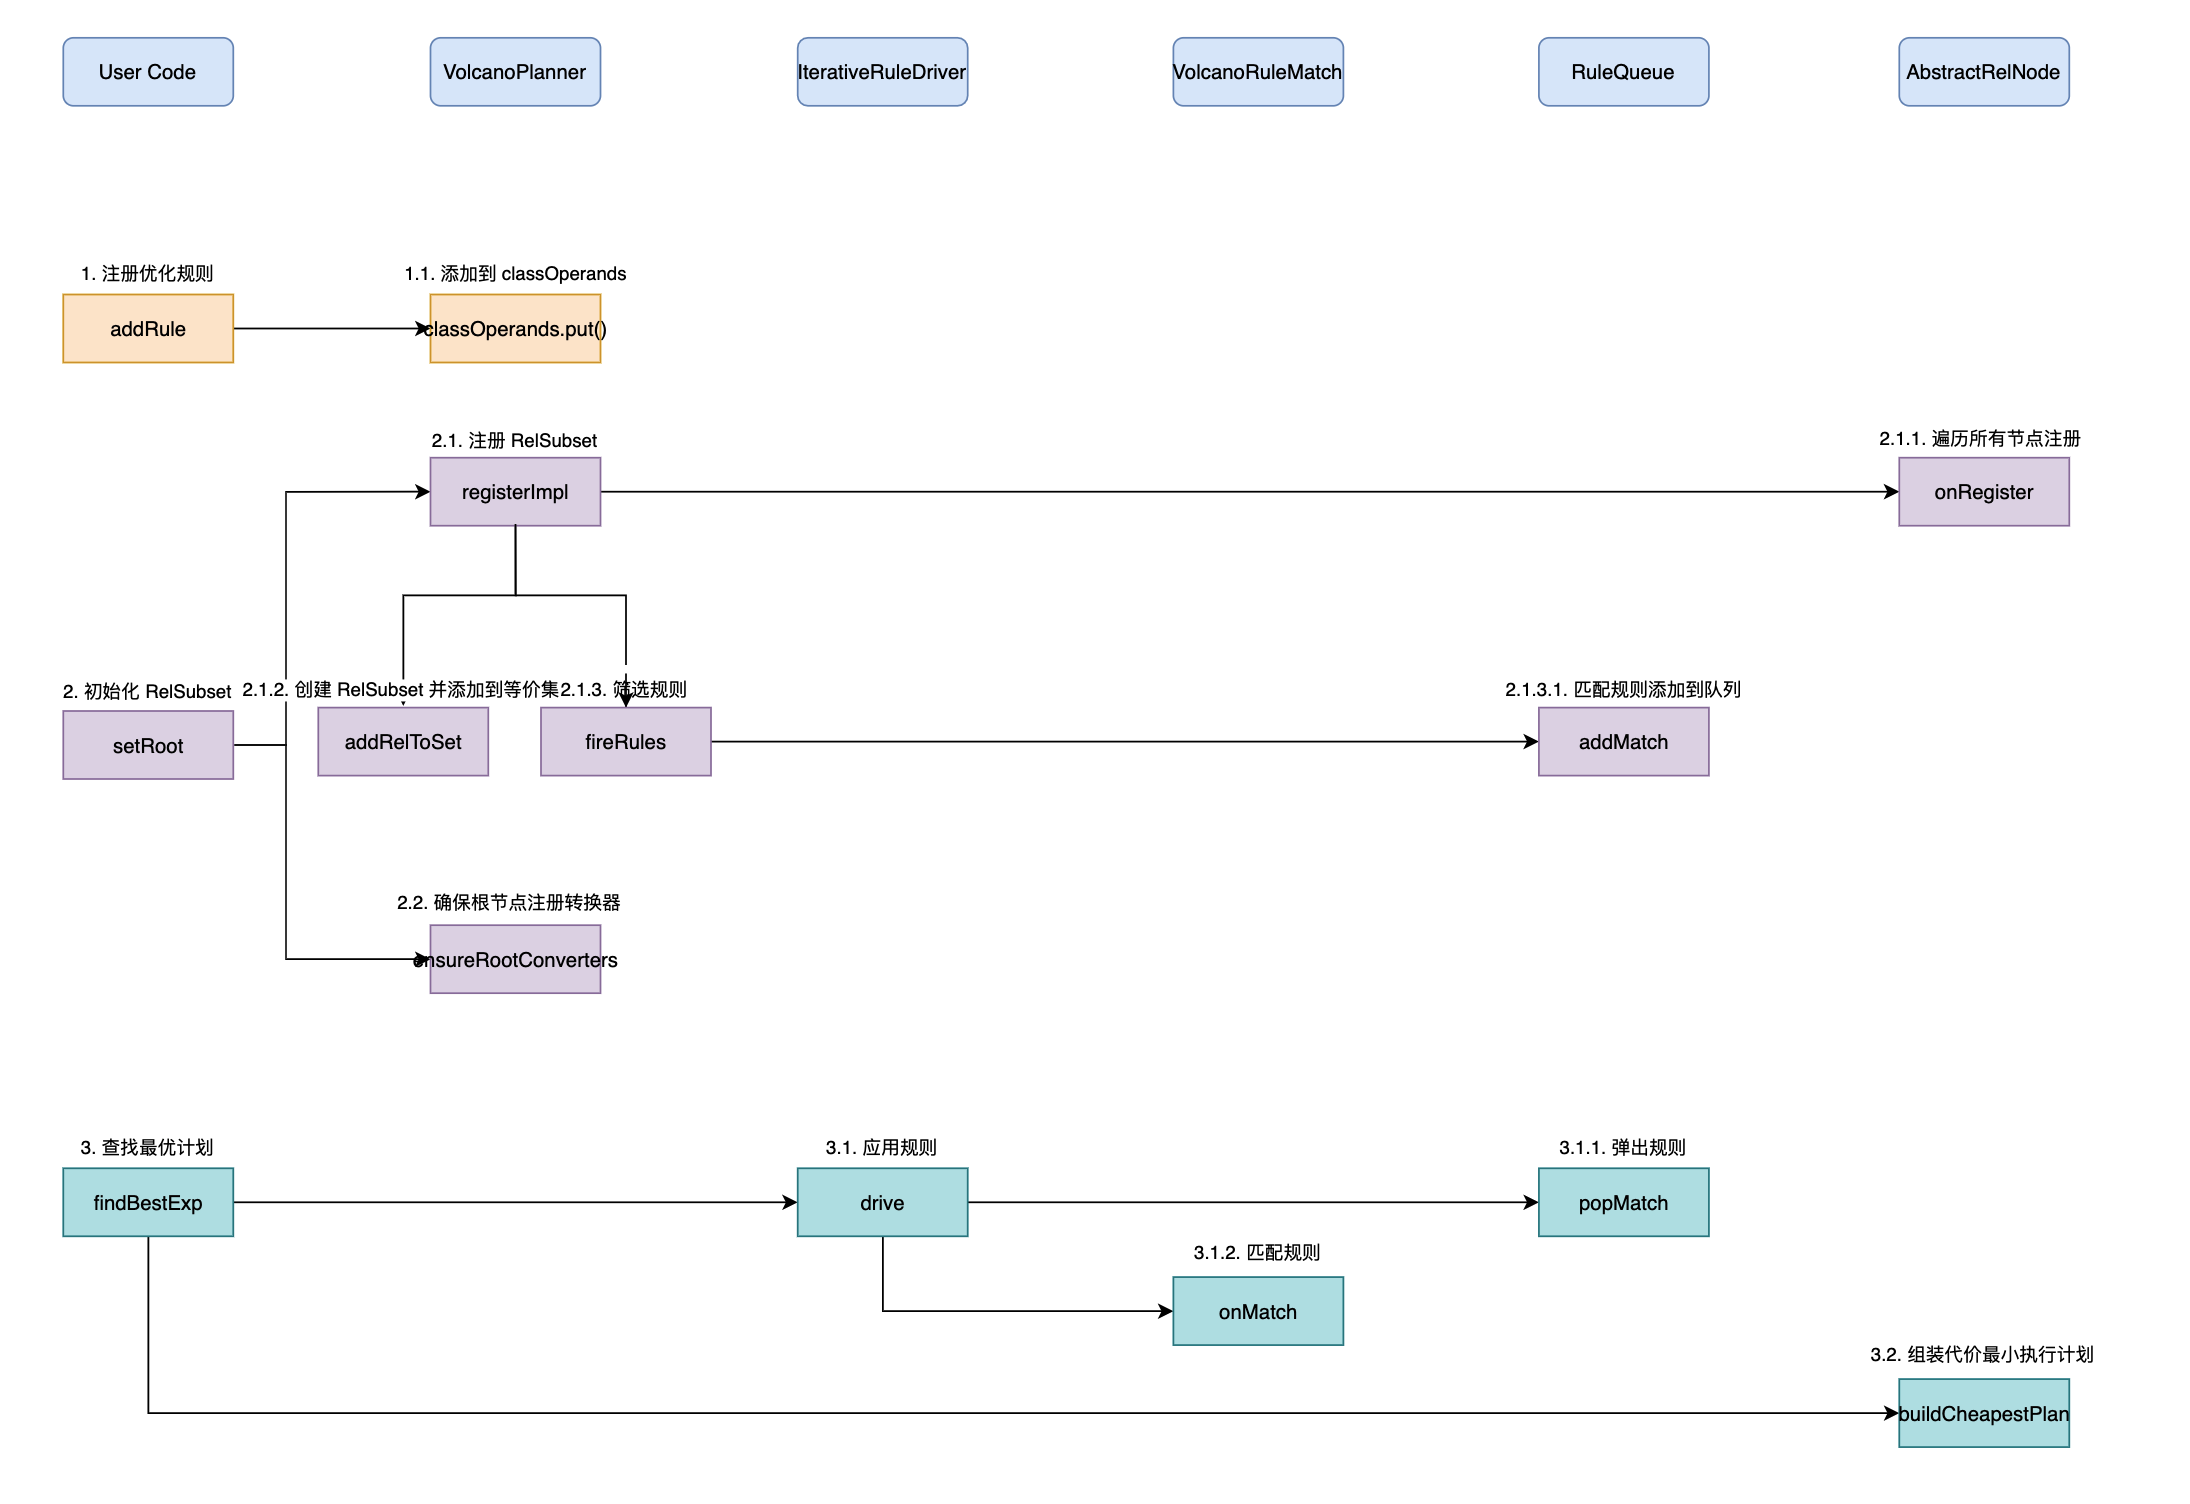 User Code
VolcanoPlanner
IterativeRuleDriver
VolcanoRuleMatch
RuleQueue
AbstractRelNode
1. 注册优化规则
1.1. 添加到 classOperands
addRule
classOperands.put()
2.1. 注册 RelSubset
2.1.1. 遍历所有节点注册
registerImpl
onRegister
2. 初始化 RelSubset
2.1.2. 创建 RelSubset 并添加到等价集
2.1.3. 筛选规则
2.1.3.1. 匹配规则添加到队列
setRoot
addRelToSet
fireRules
addMatch
2.2. 确保根节点注册转换器
ensureRootConverters
3. 查找最优计划
3.1. 应用规则
3.1.1. 弹出规则
findBestExp
drive
popMatch
3.1.2. 匹配规则
onMatch
3.2. 组装代价最小执行计划
buildCheapestPlan